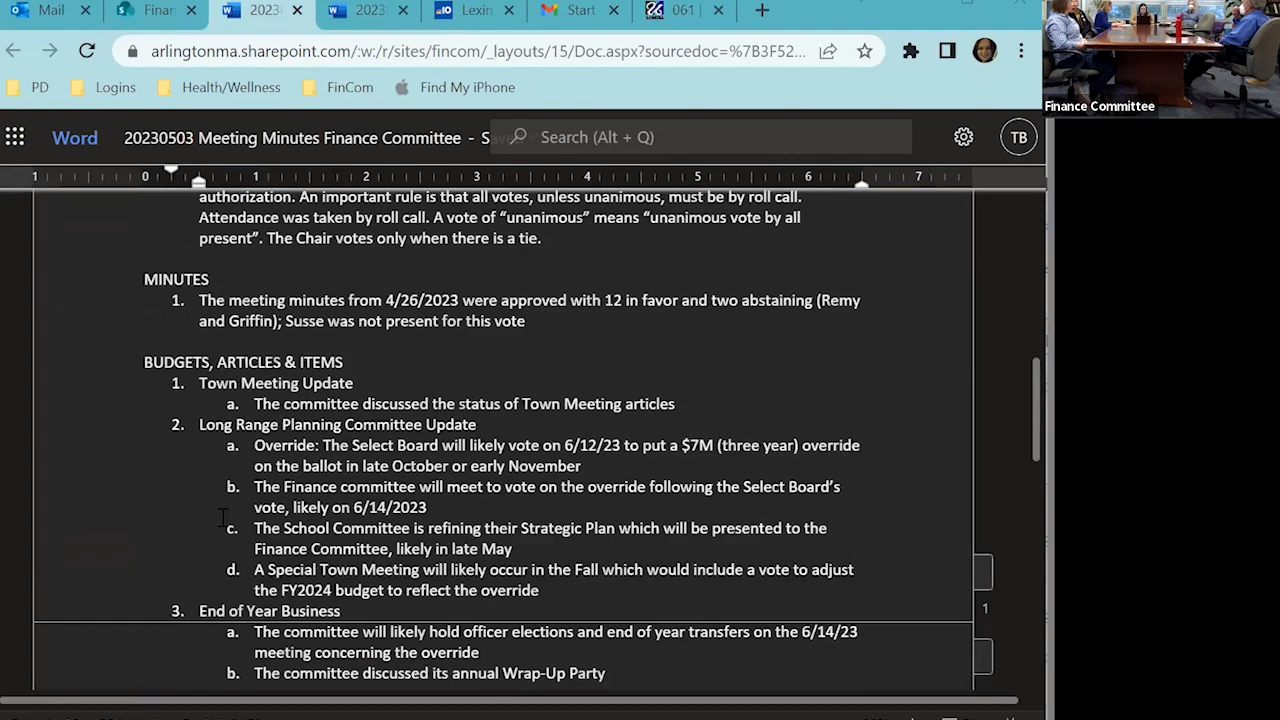 Mail
Finar
2023
2023
Lexin
Start
061 |
arlingtonma.sharepoint.com/:w:/r/sites/fincom/_layouts/15/Doc.aspx?sourcedoc=%7B3F52...
PD
Logins
Health/Wellness
FinCom
Find My iPhone
Finance Committee
Word
20230503 Meeting Minutes Finance Committee - S
Search (Alt + Q)
TB
1 0 1 2 3 4 5 6 7
authorization. An important rule is that all votes, unless unanimous, must be by roll call.
Attendance was taken by roll call. A vote of “unanimous” means “unanimous vote by all
present”. The Chair votes only when there is a tie.
MINUTES
1. The meeting minutes from 4/26/2023 were approved with 12 in favor and two abstaining (Remy
and Griffin); Susse was not present for this vote
BUDGETS, ARTICLES & ITEMS
1. Town Meeting Update
a. The committee discussed the status of Town Meeting articles
2. Long Range Planning Committee Update
a. Override: The Select Board will likely vote on 6/12/23 to put a $7M (three year) override
on the ballot in late October or early November
b. The Finance committee will meet to vote on the override following the Select Board’s
vote, likely on 6/14/2023
c. The School Committee is refining their Strategic Plan which will be presented to the
Finance Committee, likely in late May
d. A Special Town Meeting will likely occur in the Fall which would include a vote to adjust
the FY2024 budget to reflect the override
1
3. End of Year Business
a. The committee will likely hold officer elections and end of year transfers on the 6/14/23
meeting concerning the override
b. The committee discussed its annual Wrap-Up Party